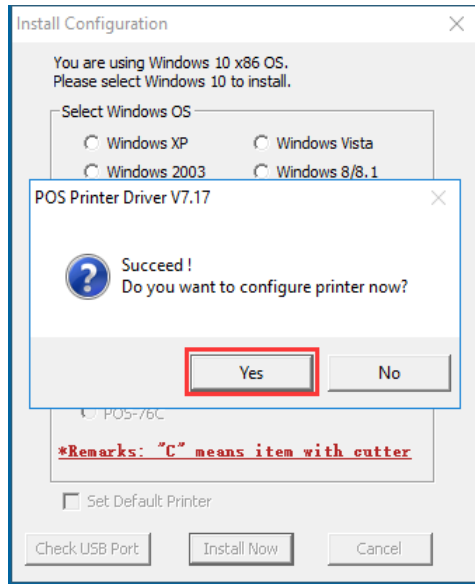 Install Configuration
You are using Windows 10 x86 OS.
Please select Windows 10 to install.
Select Windows OS
Windows XP Windows Vista
Windows 2003 Windows 8/8.1
POS Printer Driver V7.17
Succeed !
Do you want to configure printer now?
Yes No
POS-76C
*Remarks: "C" means item with cutter
Set Default Printer
Check USB Port Install Now Cancel